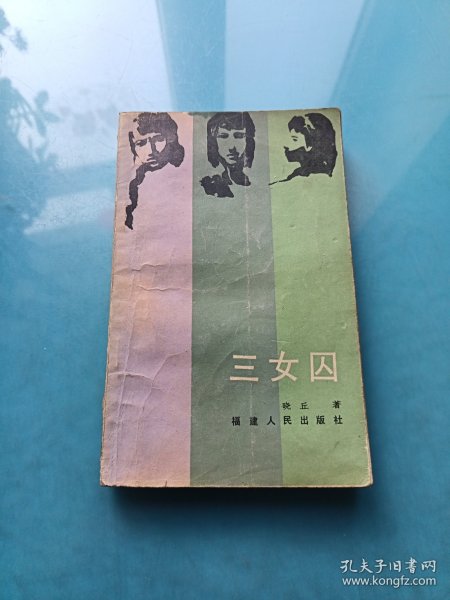 三女囚
晓丘 著
福建人民出版社
孔夫子旧书网
www.kongfz.com